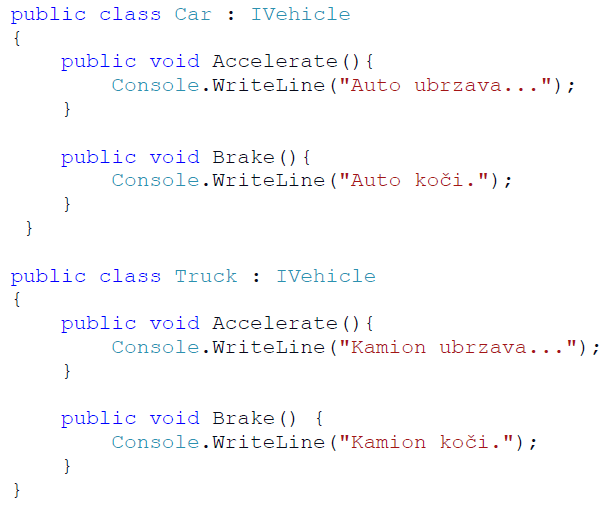 public class Car : IVehicle
{
    public void Accelerate(){
        Console.WriteLine("Auto ubrzava...");
    }
    public void Brake(){
        Console.WriteLine("Auto koči.");
    }
}
public class Truck : IVehicle
{
    public void Accelerate(){
        Console.WriteLine("Kamion ubrzava...");
    }
    public void Brake() {
        Console.WriteLine("Kamion koči.");
    }
}